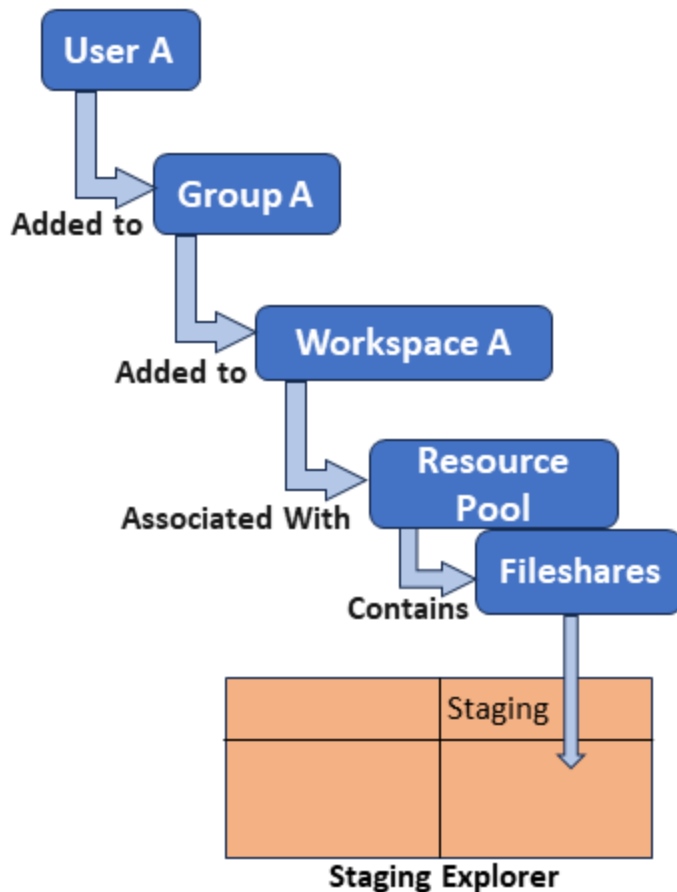 User A
Group A
Added to
Workspace A
Added to
Resource
Pool
Associated With
Fileshares
Contains
Staging
Staging Explorer